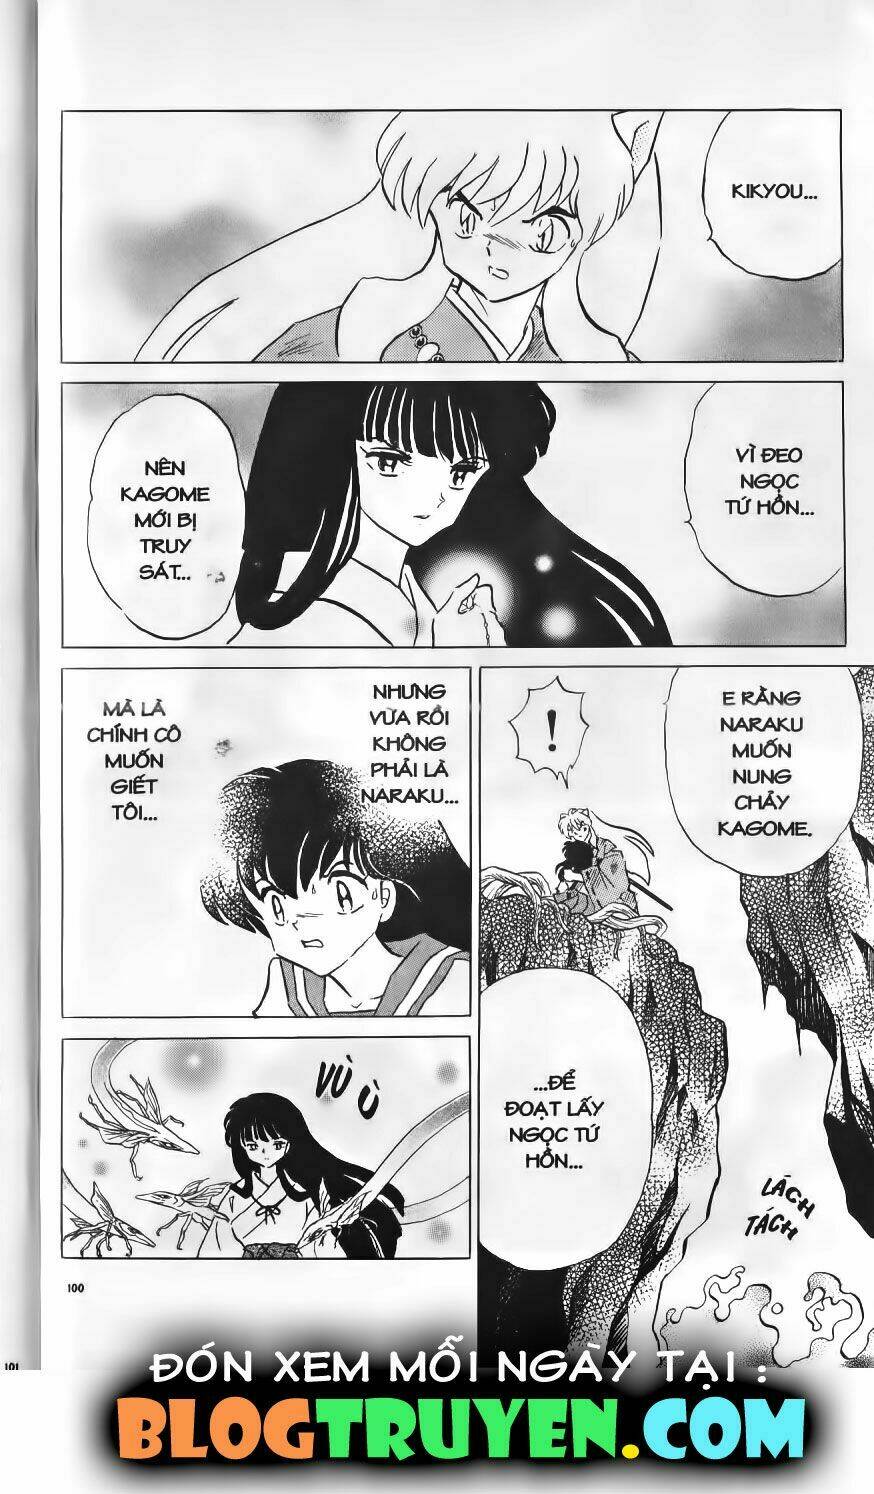 KIKYOU...
VÌ ĐEO
NGỌC
TỨ HỒN...
NÊN
KAGOME
MỚI BỊ
TRUY
SÁT...
E RẰNG
NARAKU
MUỐN
NUNG
CHẢY
KAGOME.
!
...ĐỂ
ĐOẠT LẤY
NGỌC TỨ
HỒN...
LÁCH
TÁCH
NHƯNG
VỪA RỒI
KHÔNG
PHẢI LÀ
NARAKU...
MÀ LÀ
CHÍNH CÔ
MUỐN
GIẾT
TÔI...
VÙ Ù
100
101
ĐÓN XEM MỖI NGÀY TẠI :
BLOGTRUYEN.COM